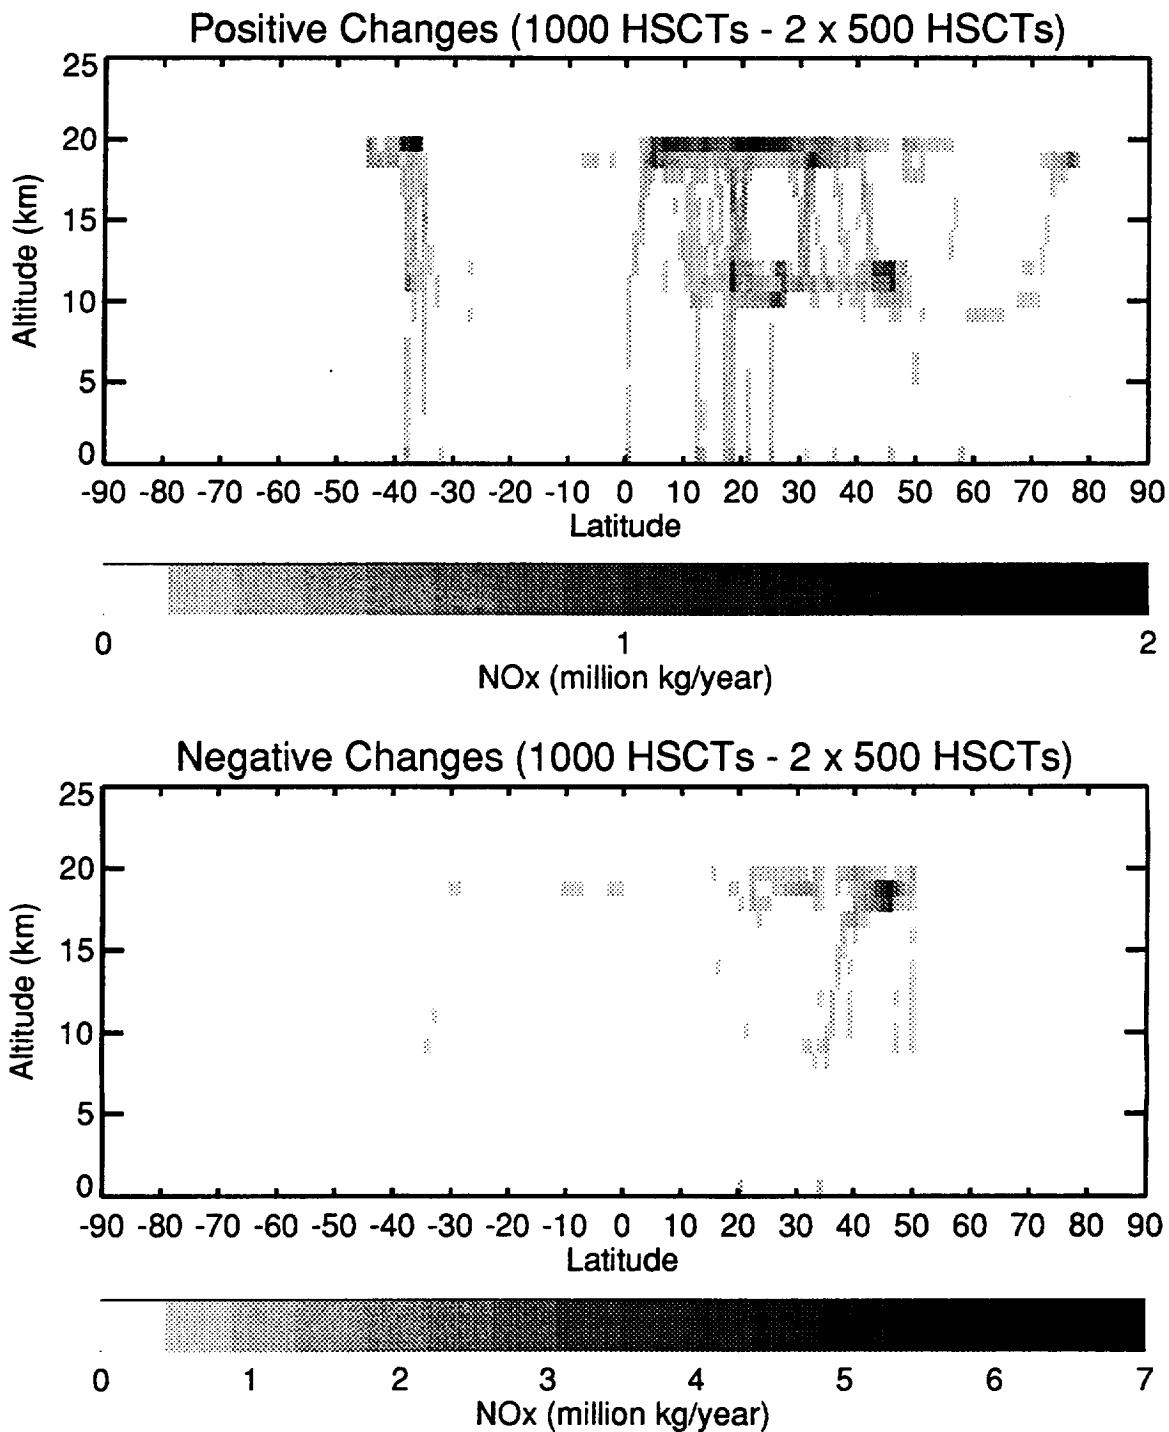 Positive Changes (1000 HSCTs - 2 x 500 HSCTs)
25
20
15
10
5
0
Altitude (km)
-90 -80 -70 -60 -50 -40 -30 -20 -10 0 10 20 30 40 50 60 70 80 90
Latitude
0 1 2
NOx (million kg/year)
Negative Changes (1000 HSCTs - 2 x 500 HSCTs)
25
20
15
10
5
0
Altitude (km)
-90 -80 -70 -60 -50 -40 -30 -20 -10 0 10 20 30 40 50 60 70 80 90
Latitude
0 1 2 3 4 5 6 7
NOx (million kg/year)